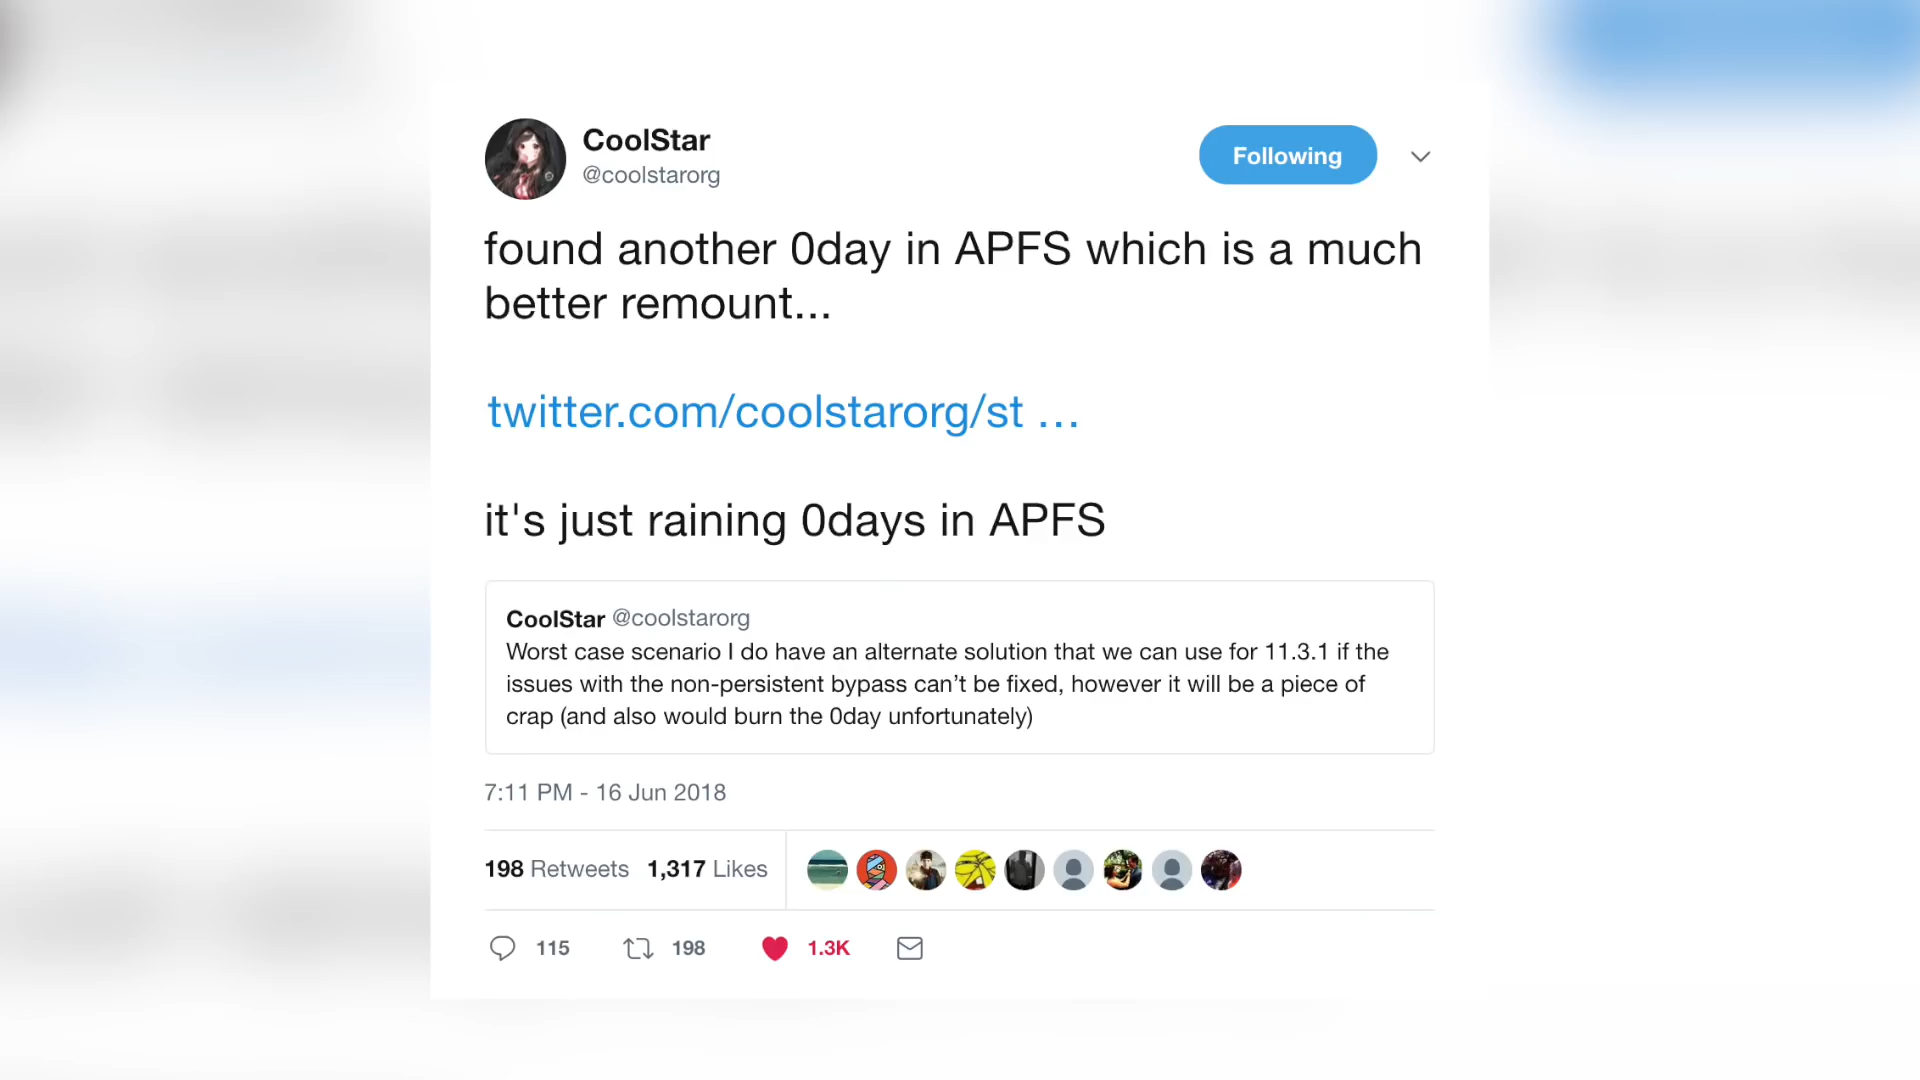 CoolStar
@coolstarorg
Following
found another 0day in APFS which is a much
better remount...
twitter.com/coolstarorg/st …
it's just raining 0days in APFS
CoolStar @coolstarorg
Worst case scenario I do have an alternate solution that we can use for 11.3.1 if the
issues with the non-persistent bypass can’t be fixed, however it will be a piece of
crap (and also would burn the 0day unfortunately)
7:11 PM - 16 Jun 2018
198 Retweets 1,317 Likes
115 198 1.3K